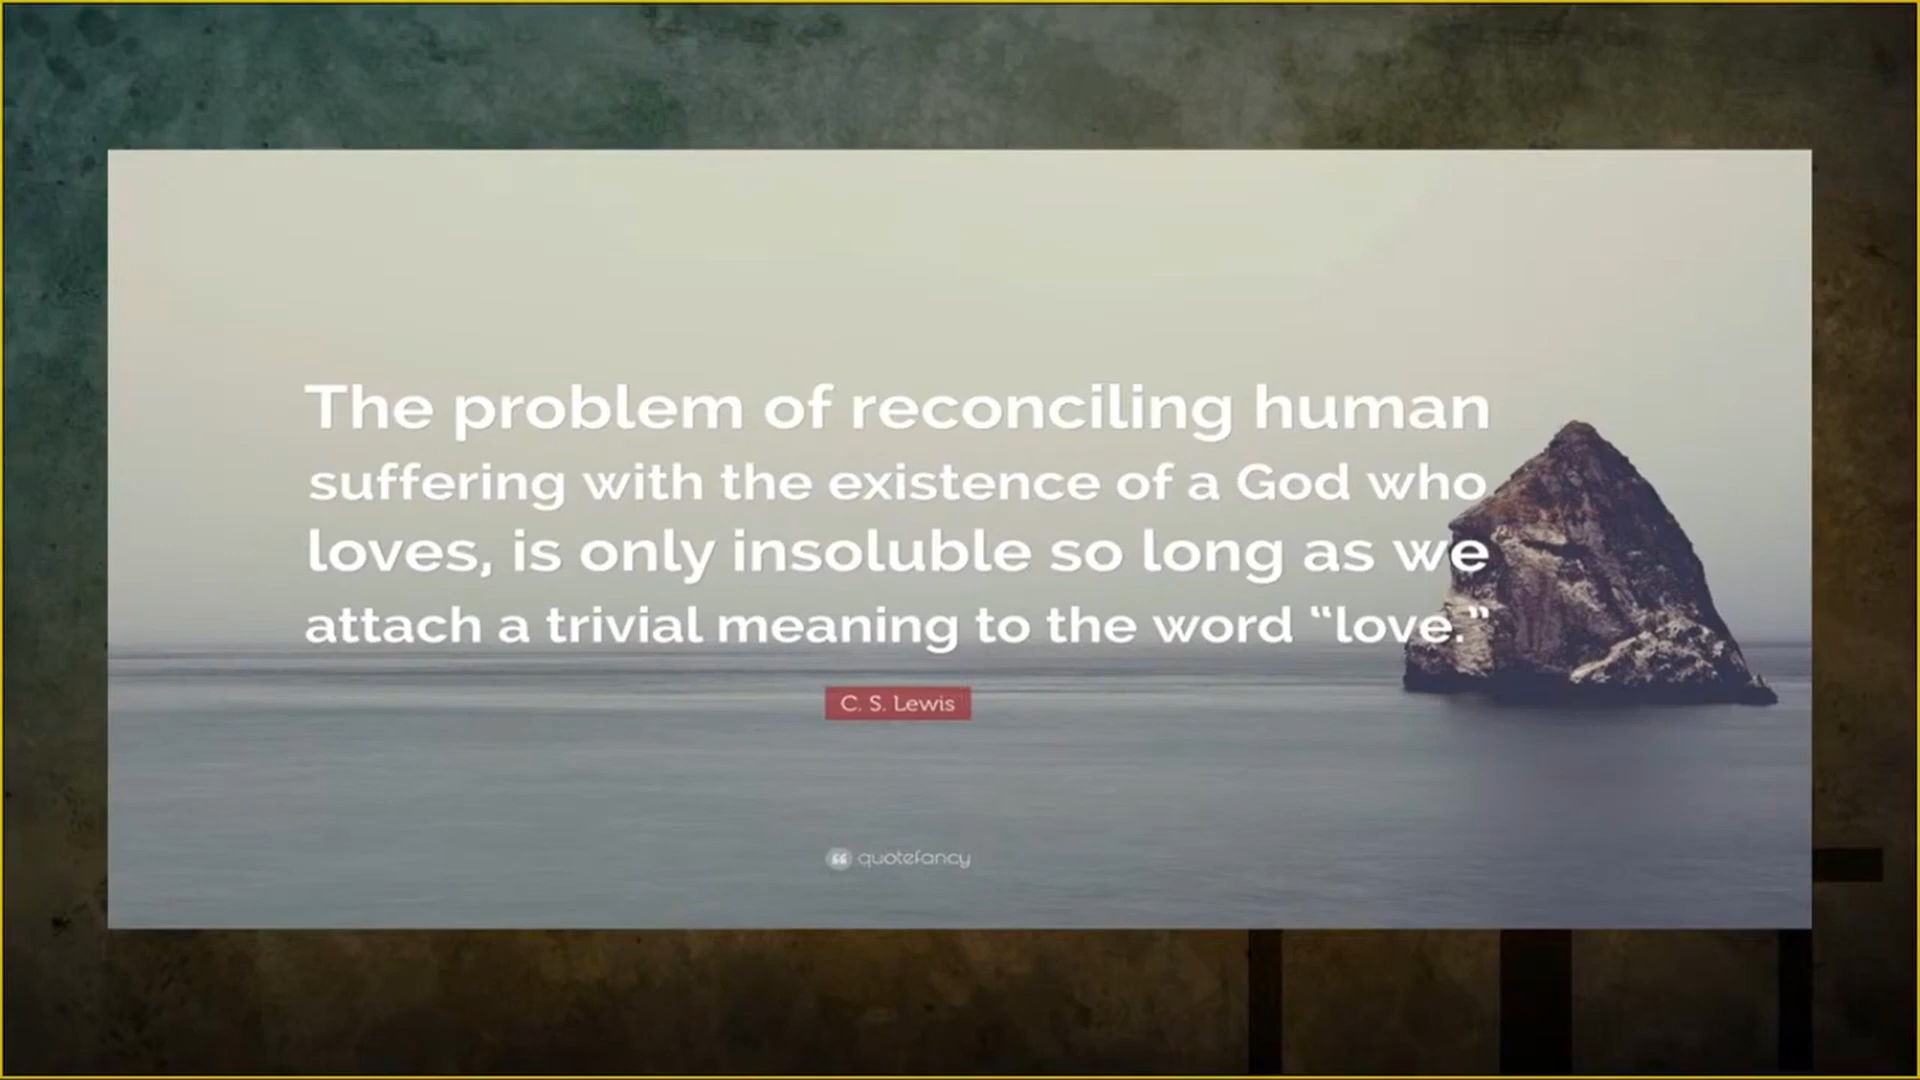 The problem of reconciling human
suffering with the existence of a God who
loves, is only insoluble so long as we
attach a trivial meaning to the word “love.”
C. S. Lewis
quotefancy